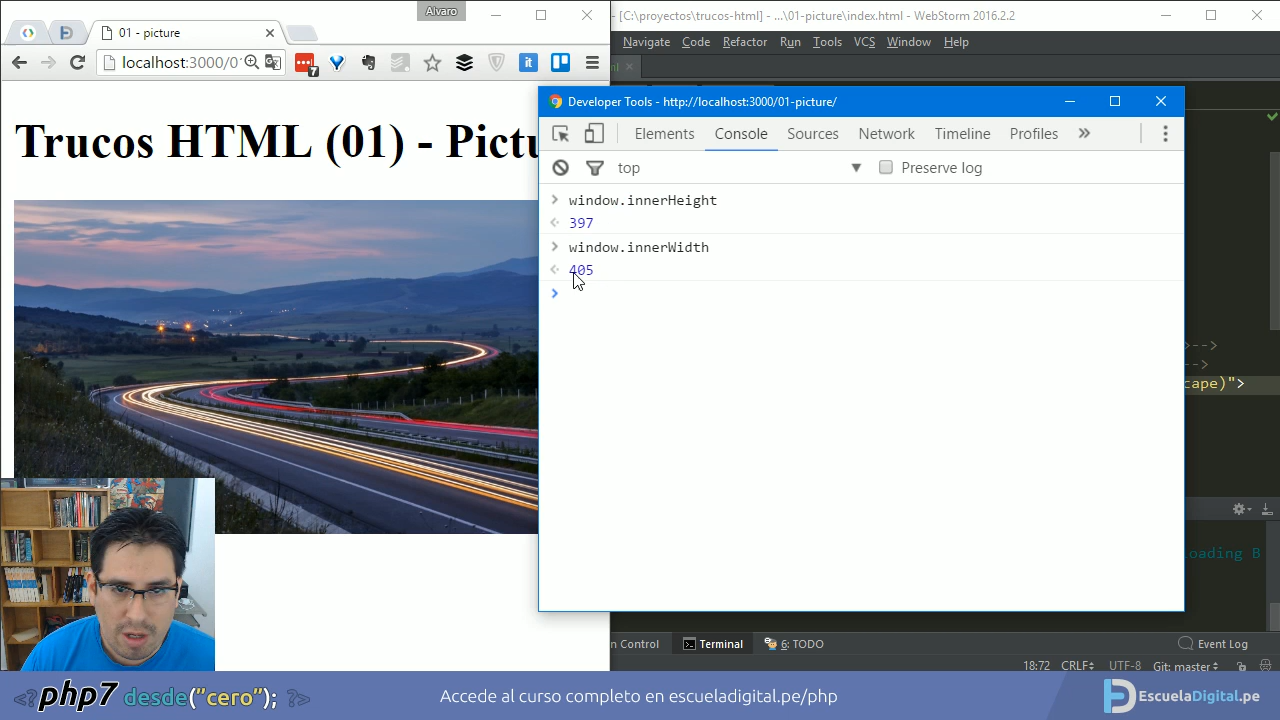 Alvaro
01 - picture
localhost:3000/01
7
Trucos HTML (01) - Pictu
- [C:\proyectos\trucos-html] - ...\01-picture\index.html - WebStorm 2016.2.2
Navigate Code Refactor Run Tools VCS Window Help
Developer Tools - http://localhost:3000/01-picture/
Elements Console Sources Network Timeline Profiles »
top Preserve log
window.innerHeight
397
window.innerWidth
405
>-->
-->
cape)">
oading B
n Control Terminal 6: TODO Event Log
18:72 CRLF UTF-8 Git: master
<?> php7 desde("cero"); ?>
Accede al curso completo en escueladigital.pe/php
EscuelaDigital.pe